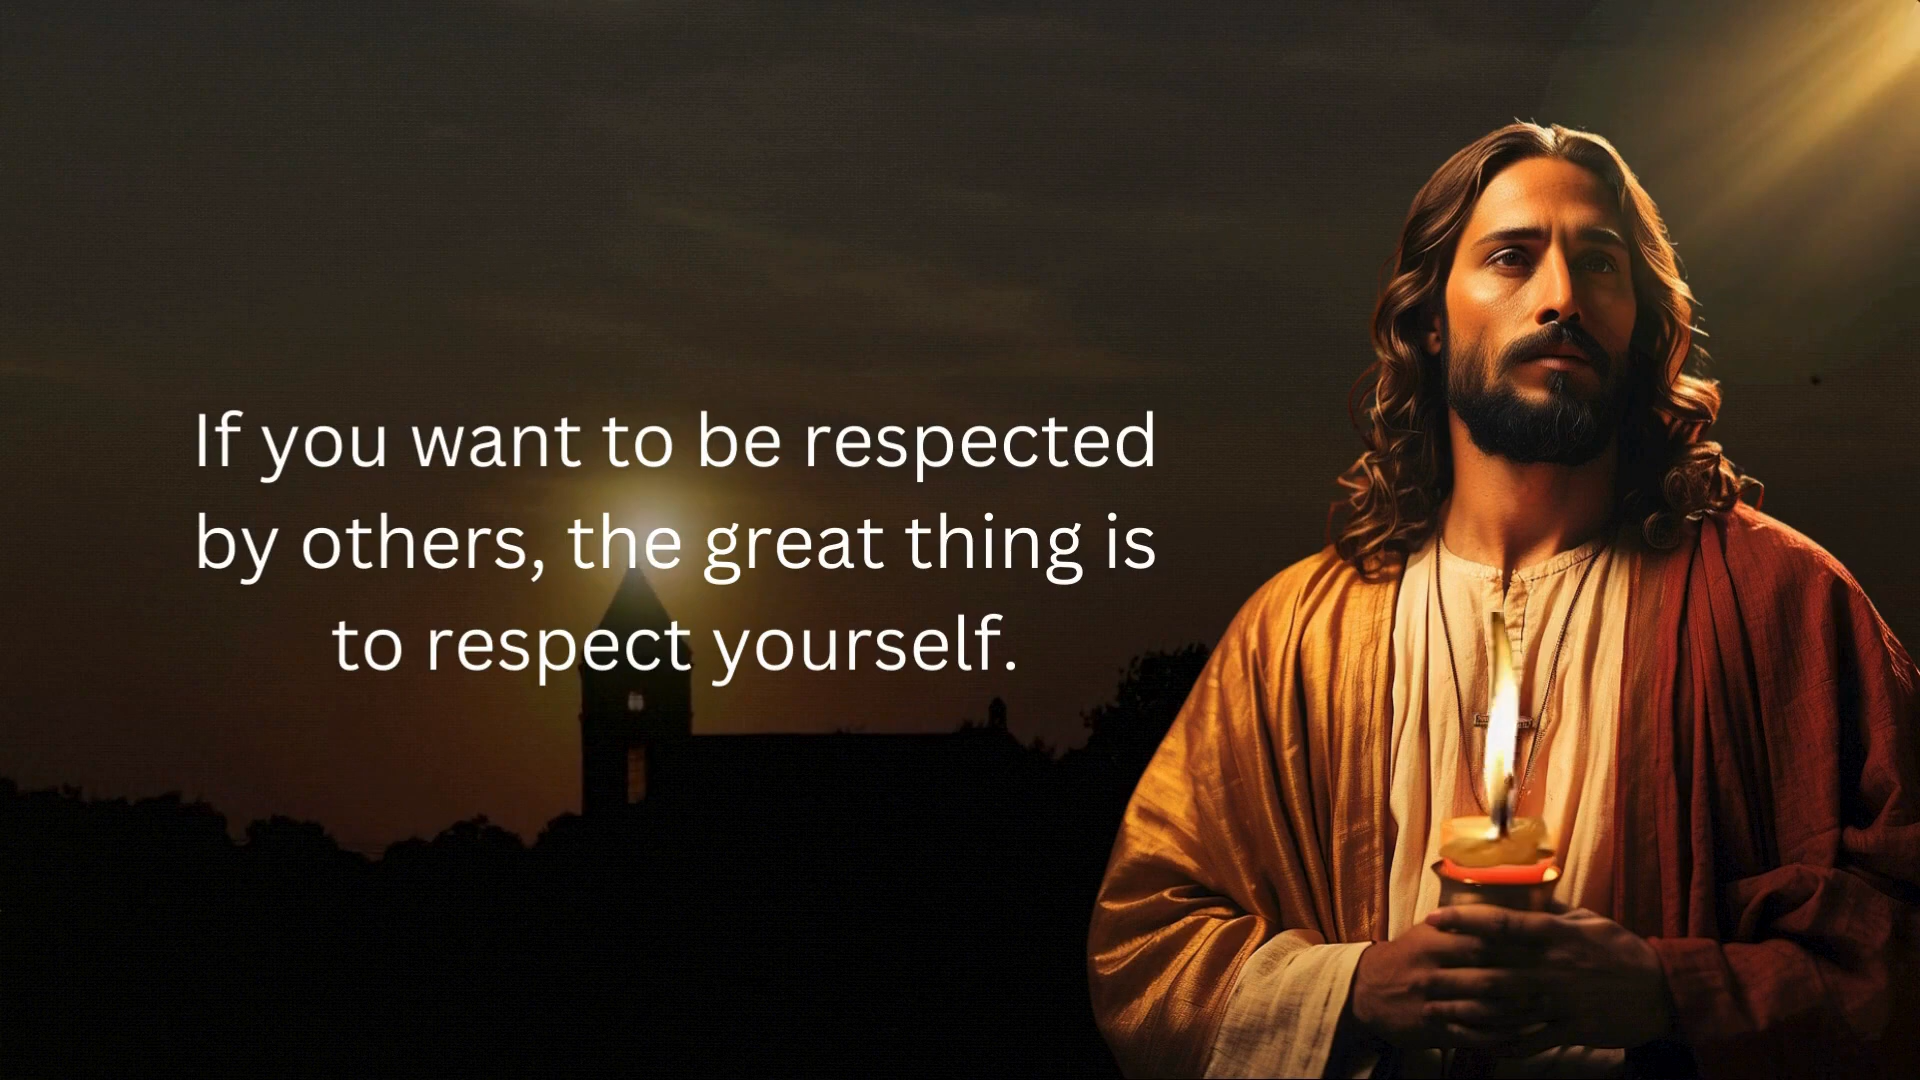 If you want to be respected
by others, the great thing is
to respect yourself.